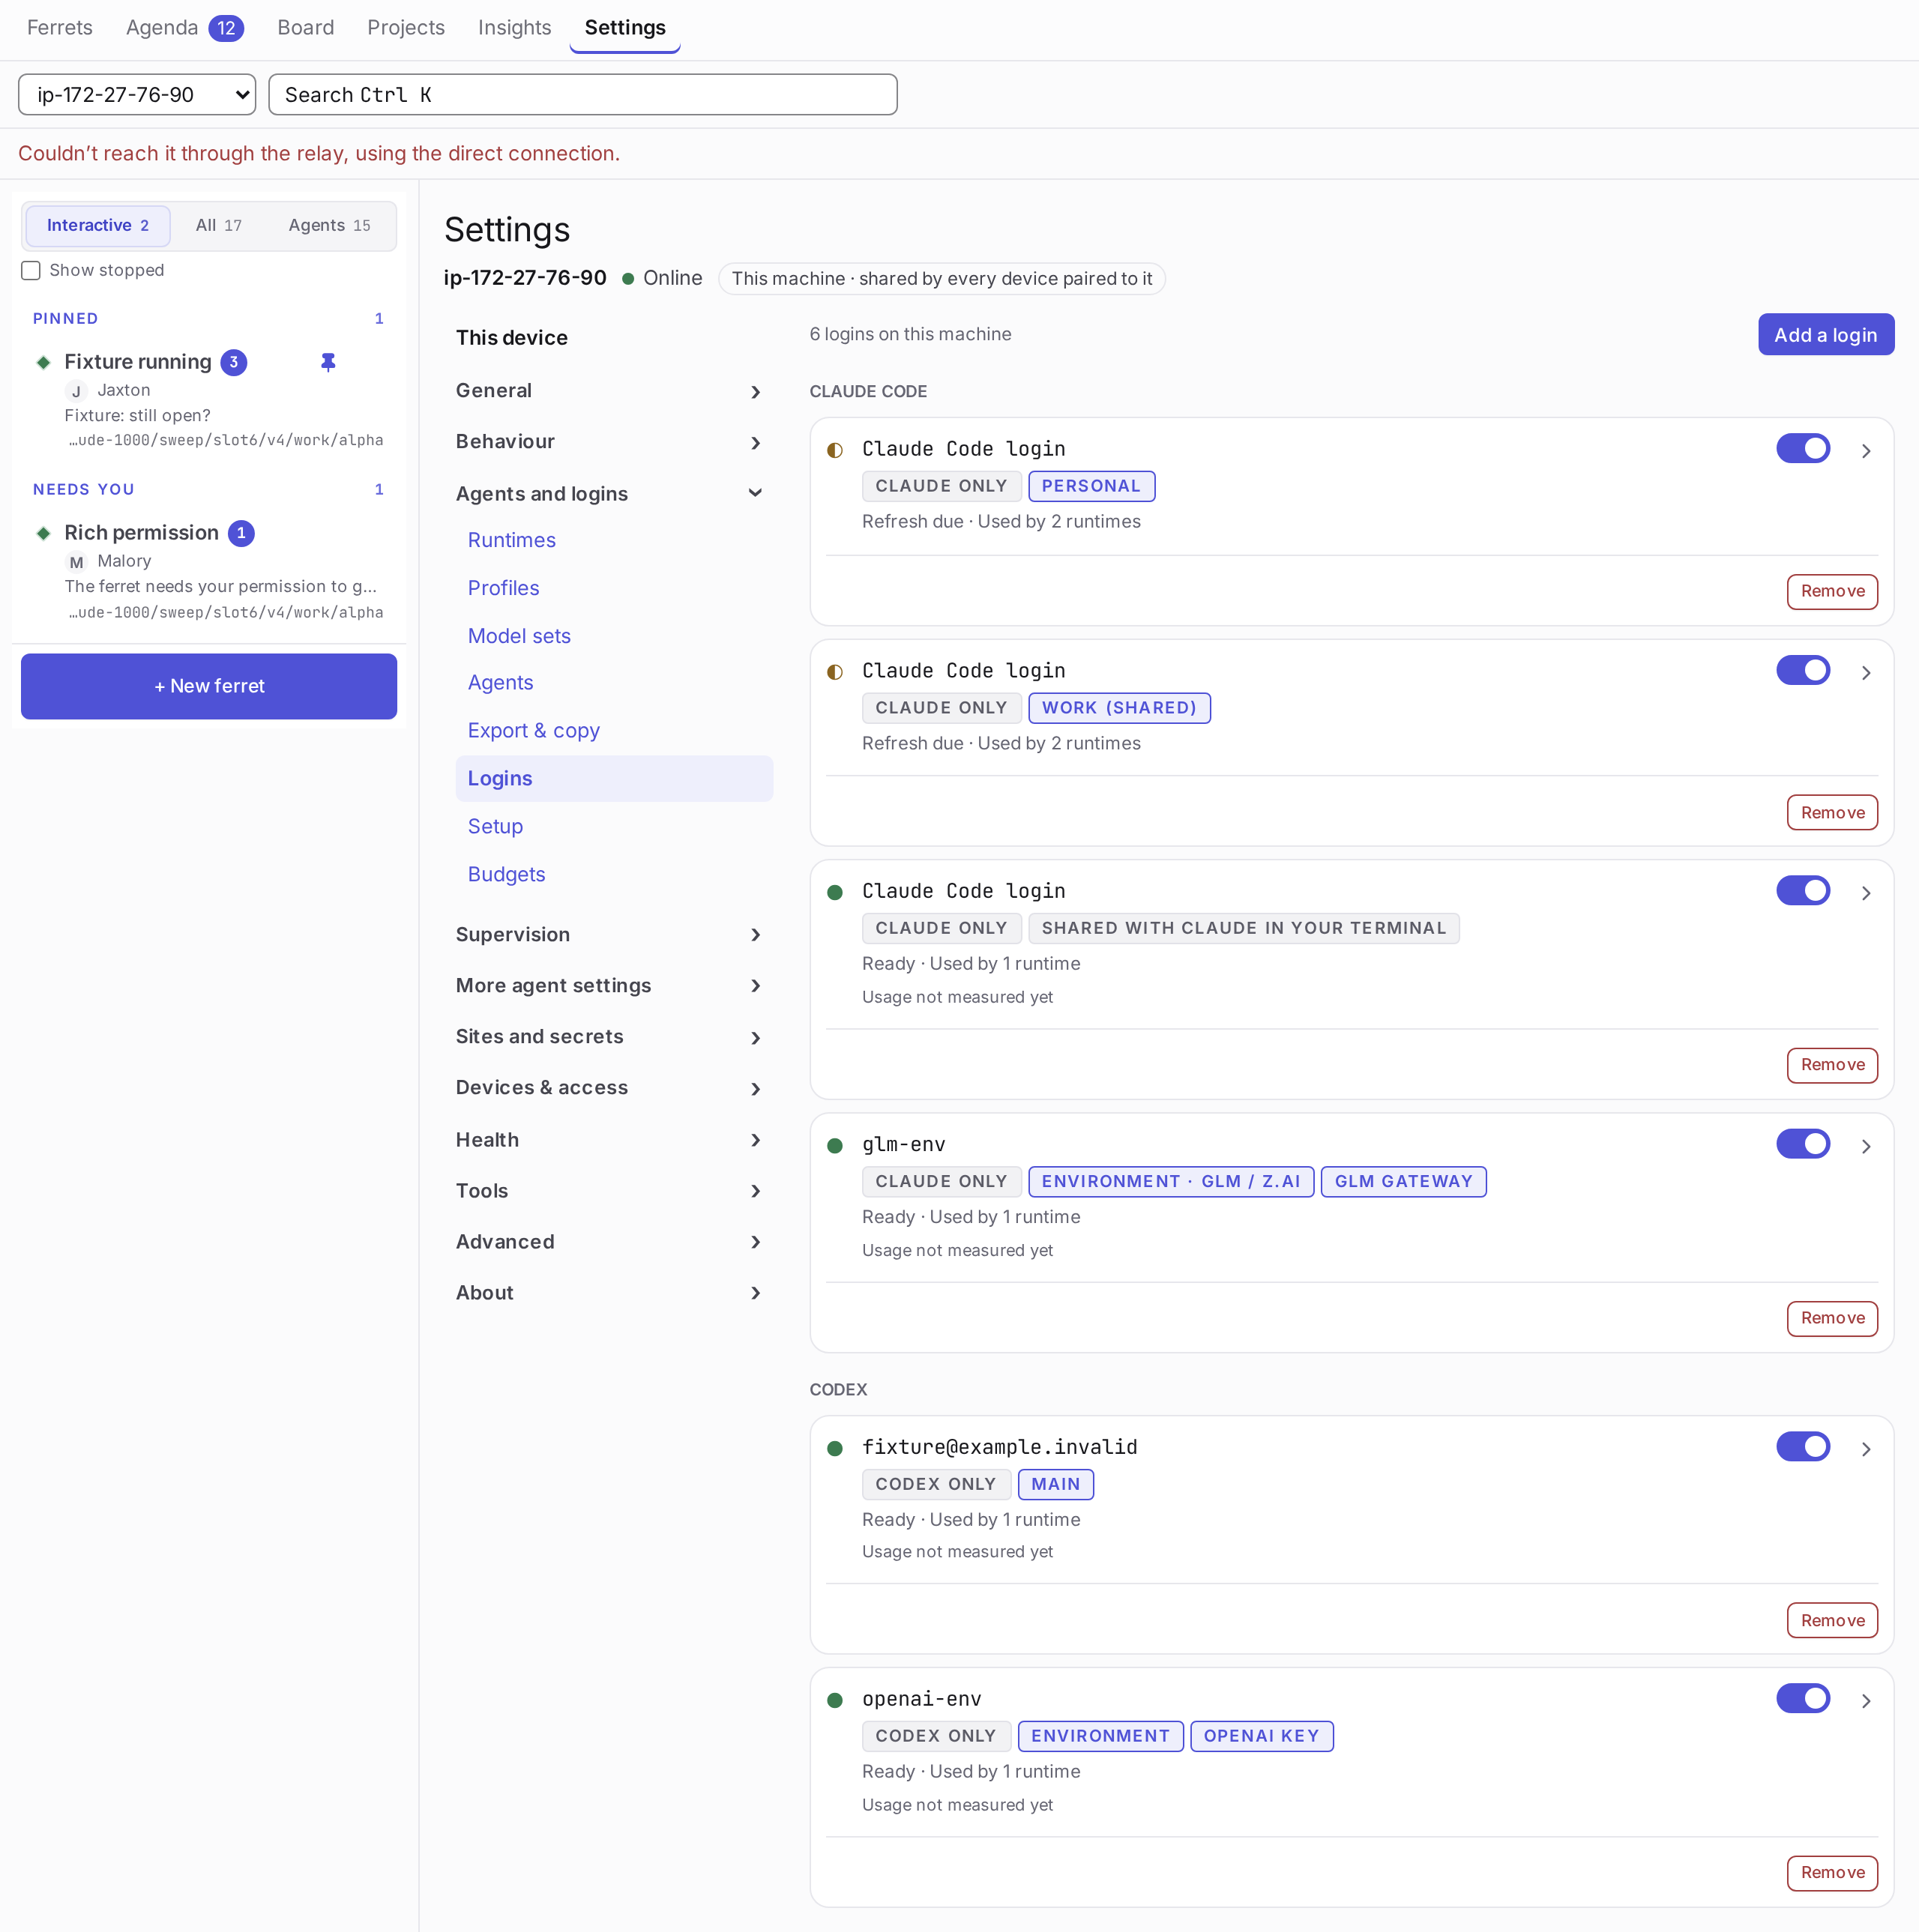 Ferrets Agenda 12 Board Projects Insights Settings
ip-172-27-76-90 Search Ctrl K
Couldn’t reach it through the relay, using the direct connection.
Interactive 2 All 17 Agents 15
Show stopped
PINNED 1
Fixture running 3
J Jaxton
Fixture: still open?
…ude-1000/sweep/slot6/v4/work/alpha
NEEDS YOU 1
Rich permission 1
M Malory
The ferret needs your permission to g…
…ude-1000/sweep/slot6/v4/work/alpha
+ New ferret
Settings
ip-172-27-76-90 Online This machine · shared by every device paired to it
This device
General
Behaviour
Agents and logins
Runtimes
Profiles
Model sets
Agents
Export & copy
Logins
Setup
Budgets
Supervision
More agent settings
Sites and secrets
Devices & access
Health
Tools
Advanced
About
6 logins on this machine Add a login
CLAUDE CODE
Claude Code login
CLAUDE ONLY PERSONAL
Refresh due · Used by 2 runtimes
Remove
Claude Code login
CLAUDE ONLY WORK (SHARED)
Refresh due · Used by 2 runtimes
Remove
Claude Code login
CLAUDE ONLY SHARED WITH CLAUDE IN YOUR TERMINAL
Ready · Used by 1 runtime
Usage not measured yet
Remove
glm-env
CLAUDE ONLY ENVIRONMENT · GLM / Z.AI GLM GATEWAY
Ready · Used by 1 runtime
Usage not measured yet
Remove
CODEX
fixture@example.invalid
CODEX ONLY MAIN
Ready · Used by 1 runtime
Usage not measured yet
Remove
openai-env
CODEX ONLY ENVIRONMENT OPENAI KEY
Ready · Used by 1 runtime
Usage not measured yet
Remove